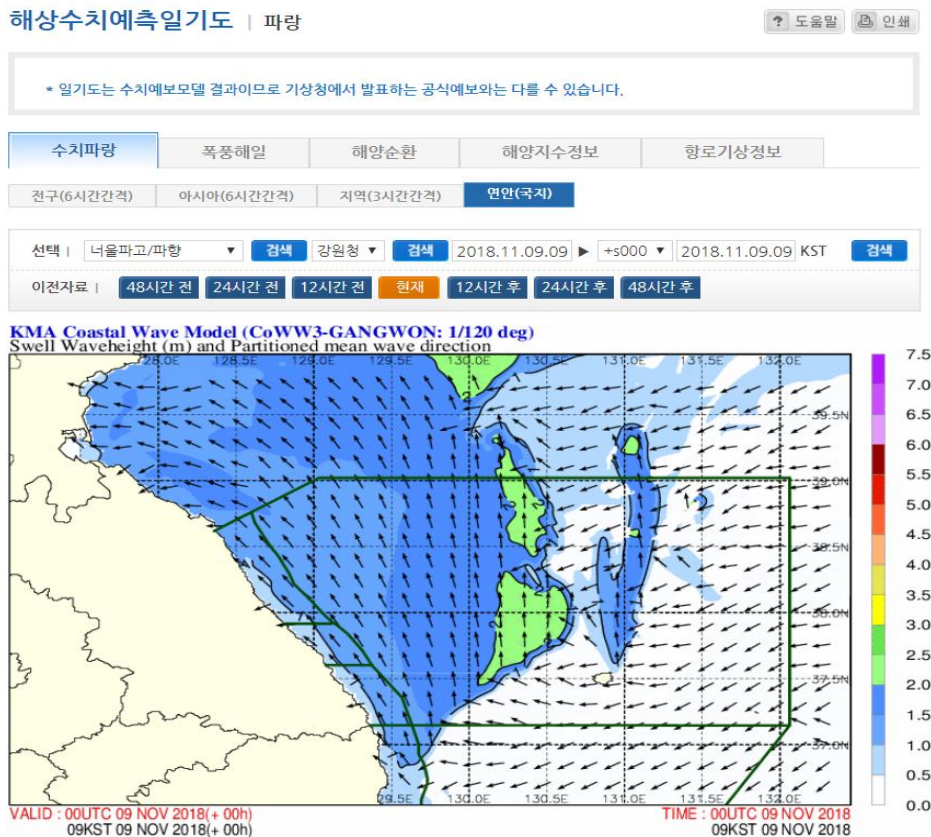 해상수치예측일기도 | 파랑
? 도움말 인쇄
* 일기도는 수치예보모델 결과이므로 기상청에서 발표하는 공식예보와는 다를 수 있습니다.
수치파랑 폭풍해일 해양순환 해양지수정보 항로기상정보
전구(6시간간격) 아시아(6시간간격) 지역(3시간간격) 연안(국지)
선택 | 너울파고/파향 ▼ 검색 강원청 ▼ 검색 2018.11.09.09 ▶ +s000 ▼ 2018.11.09.09 KST 검색
이전자료 | 48시간 전 24시간 전 12시간 전 현재 12시간 후 24시간 후 48시간 후
KMA Coastal Wave Model (CoWW3-GANGWON: 1/120 deg)
Swell Waveheight (m) and Partitioned mean wave direction
128.0E 128.5E 129.0E 129.5E 130.0E 130.5E 131.0E 131.5E 132.0E
39.5N
39.0N
38.5N
38.0N
37.5N
37.0N
29.5E 130.0E 130.5E 131.0E 131.5E 132.0E
7.5
7.0
6.5
6.0
5.5
5.0
4.5
4.0
3.5
3.0
2.5
2.0
1.5
1.0
0.5
0.0
VALID : 00UTC 09 NOV 2018(+ 00h)
09KST 09 NOV 2018(+ 00h)
TIME : 00UTC 09 NOV 2018
09KST 09 NOV 2018